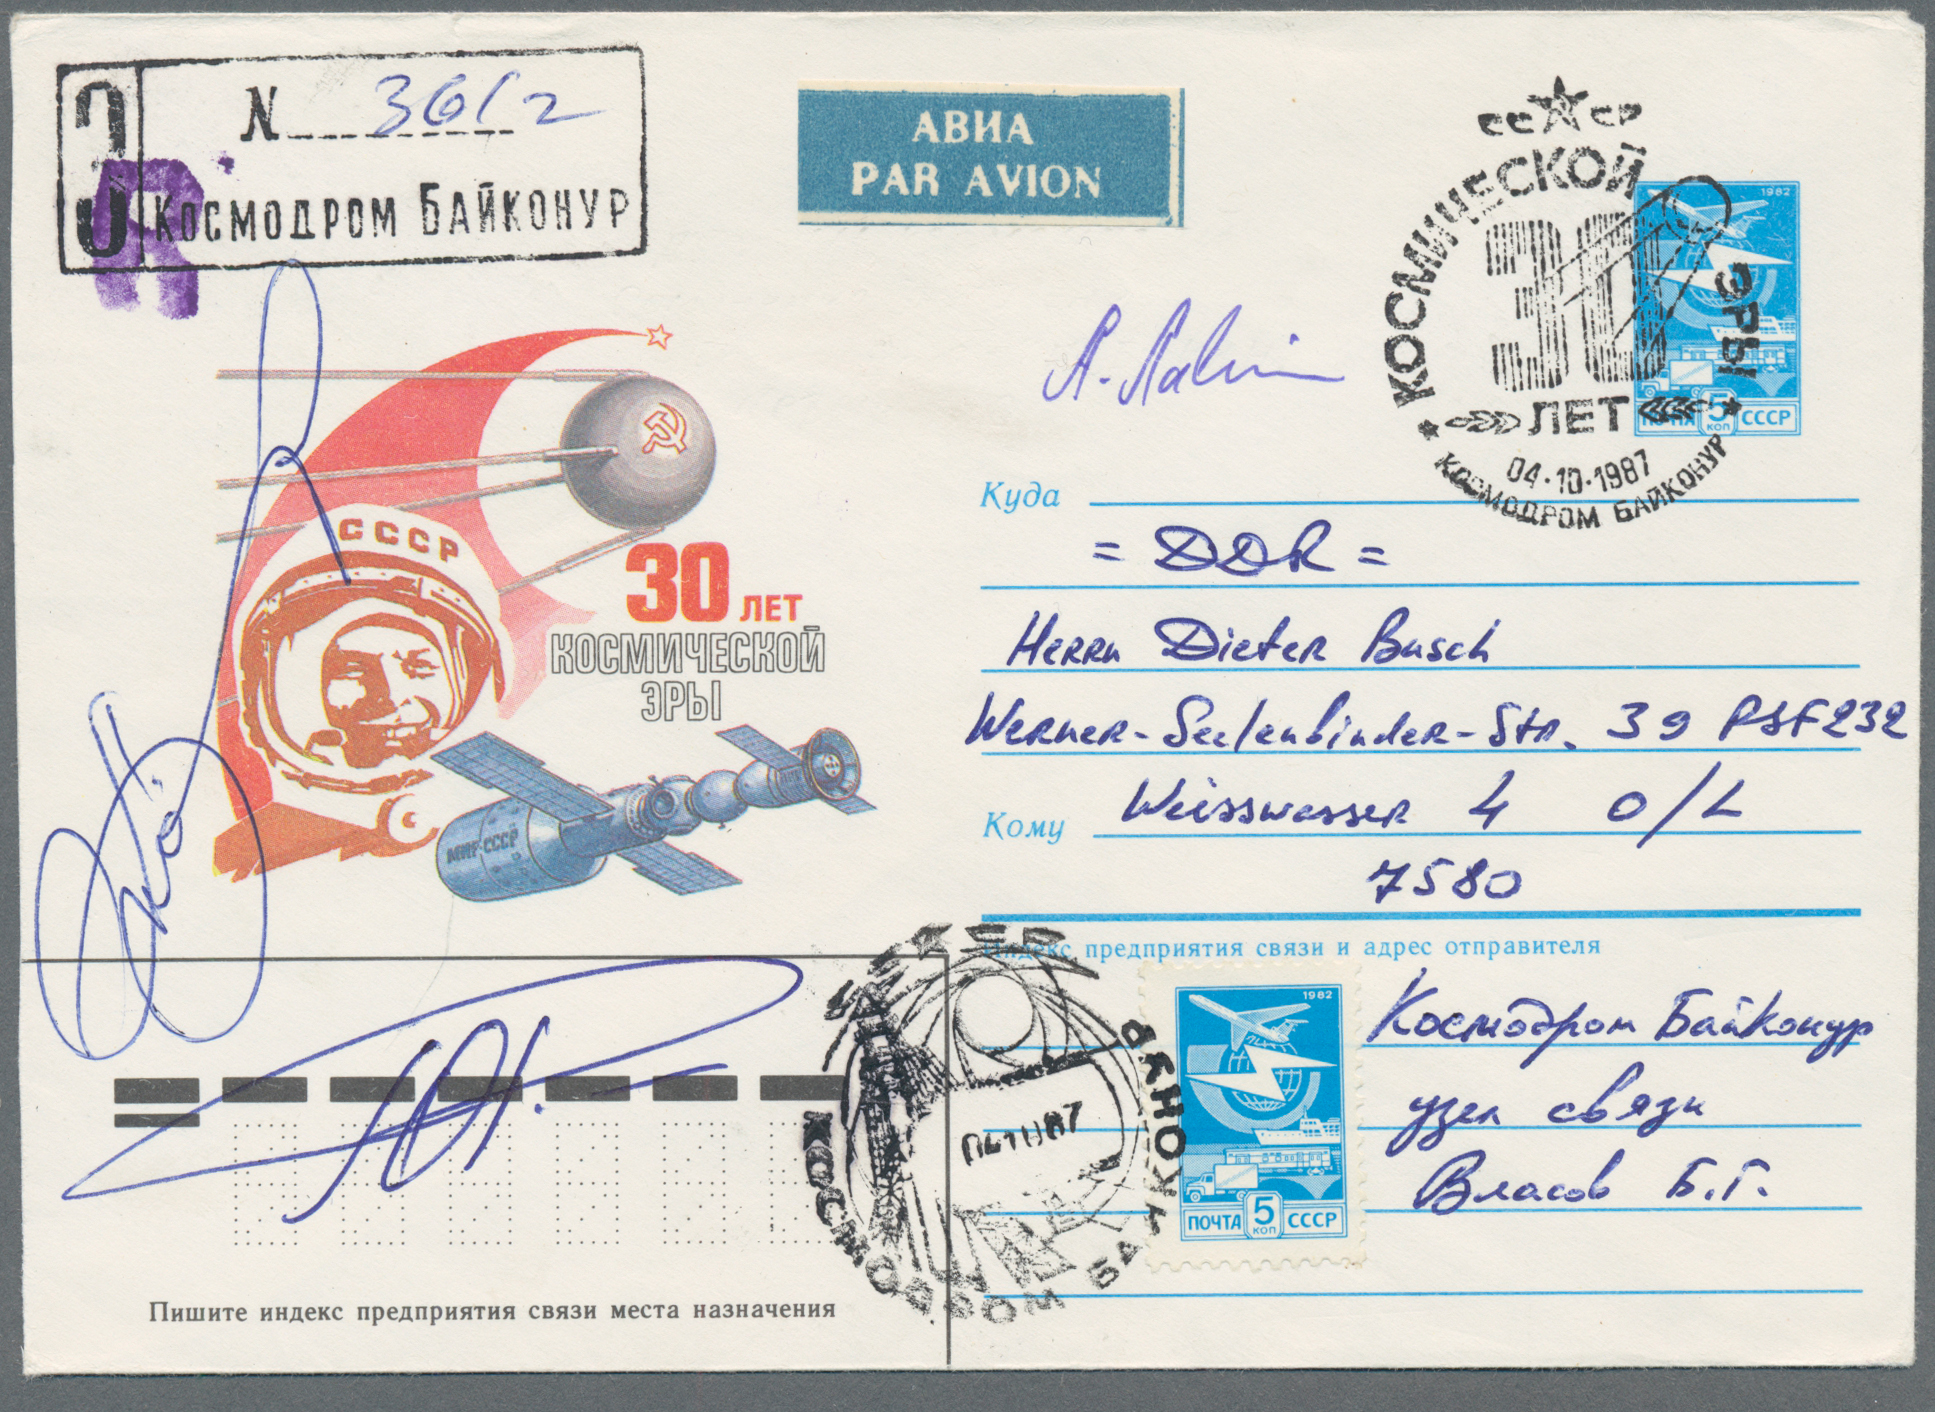 З
N 3612
R
Космодром Байконур
АВИА
PAR AVION
СССР
КОСМИЧЕСКОЙ
ЭРЫ
30
ЛЕТ
04·10·1987
КОСМОДРОМ БАЙКОНУР
1982
ПОЧТА 5 КОП СССР
СССР
30 ЛЕТ
КОСМИЧЕСКОЙ
ЭРЫ
МИР·СССР
Куда
= DDR =
Herrn Dieter Busch
Werner-Seelenbinder-Str. 39 PSF232
Weisswasser 4 O/L
Кому
7580
Индекс предприятия связи и адрес отправителя
Космодром Байконур
узел связи
Власов Б.Г.
1982
ПОЧТА 5 КОП СССР
КОСМОДРОМ БАЙКОНУР
Пишите индекс предприятия связи места назначения